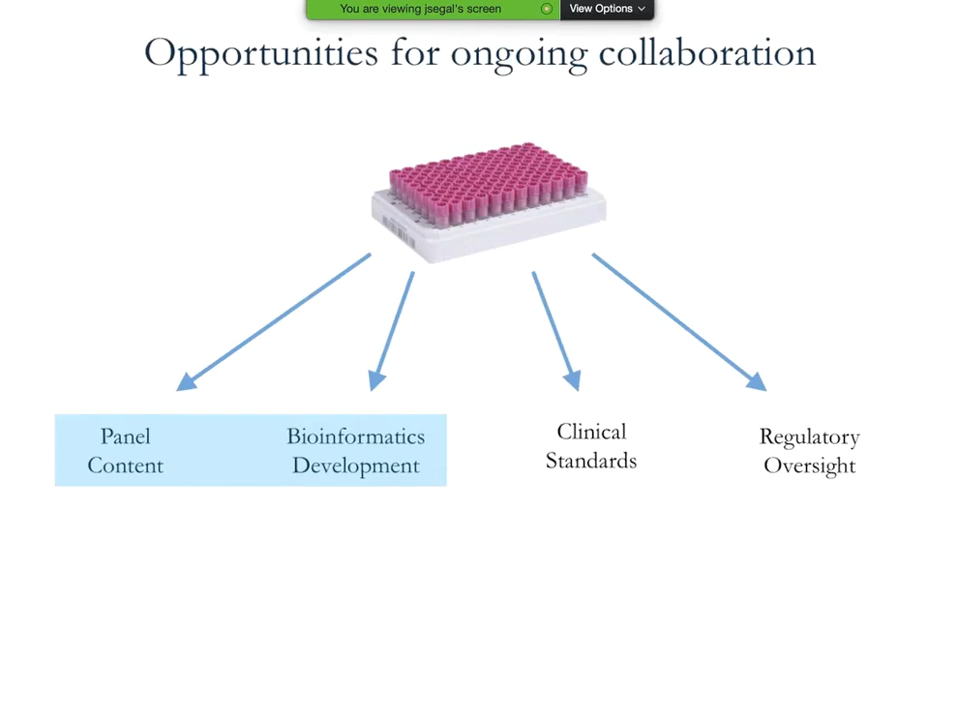 You are viewing jsegal's screen
View Options
Opportunities for ongoing collaboration
Panel
Content
Bioinformatics
Development
Clinical
Standards
Regulatory
Oversight